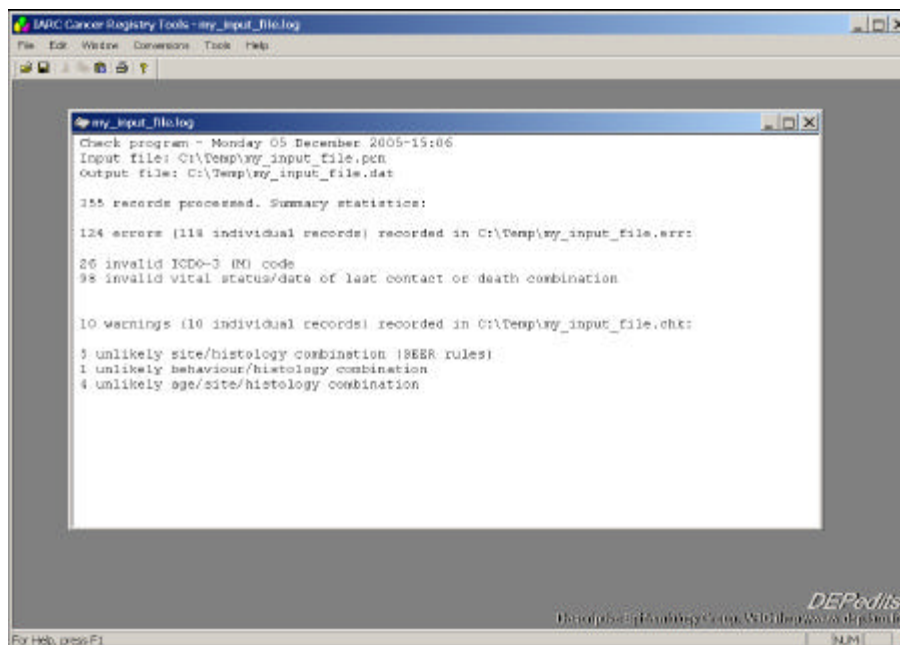 IARC Cancer Registry Tools - my_input_file.log
File Edit Window Conversions Tools Help
my_input_file.log
Check program - Monday 05 December 2005-15:06
Input file: C:\Temp\my_input_file.prn
Output file: C:\Temp\my_input_file.dat
records processed. Summary statistics:
124 errors (118 individual records) recorded in C:\Temp\my_input_file.err:
26 invalid ICDO-3 (M) code
98 invalid vital status/date of last contact or death combination
10 warnings (10 individual records) recorded in C:\Temp\my_input_file.chk:
5 unlikely site/histology combination (SEER rules)
1 unlikely behaviour/histology combination
4 unlikely age/site/histology combination
DEPedits
For Help, press F1
NUM